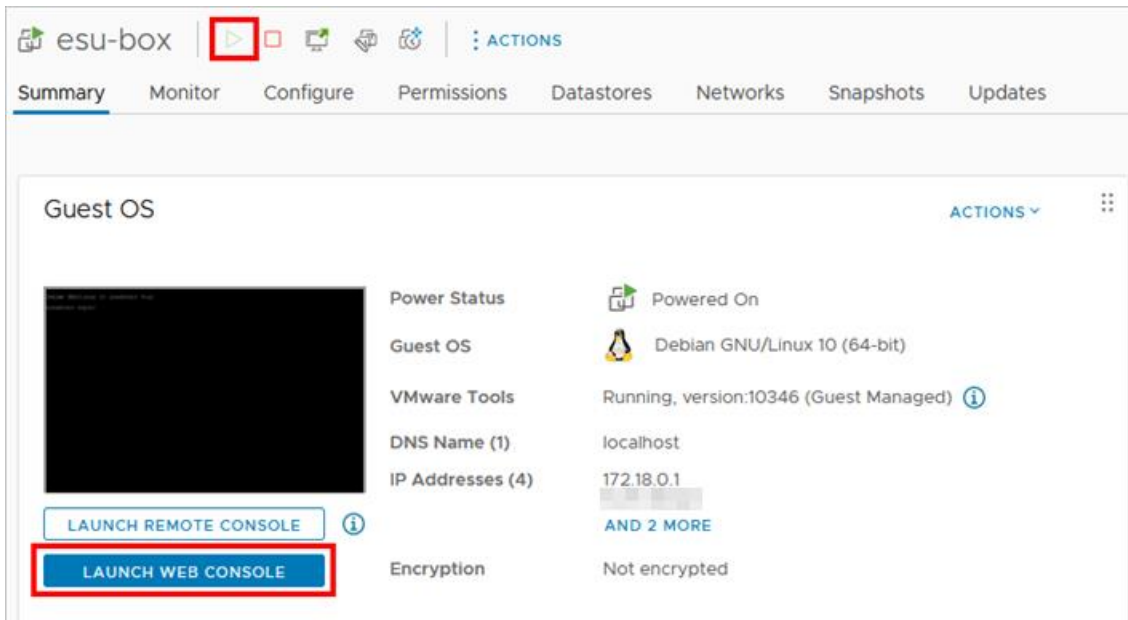 esu-box
ACTIONS
Summary Monitor Configure Permissions Datastores Networks Snapshots Updates
Guest OS
ACTIONS
Power Status Powered On
Guest OS Debian GNU/Linux 10 (64-bit)
VMware Tools Running, version:10346 (Guest Managed)
DNS Name (1) localhost
IP Addresses (4) 172.18.0.1
LAUNCH REMOTE CONSOLE
AND 2 MORE
LAUNCH WEB CONSOLE
Encryption Not encrypted